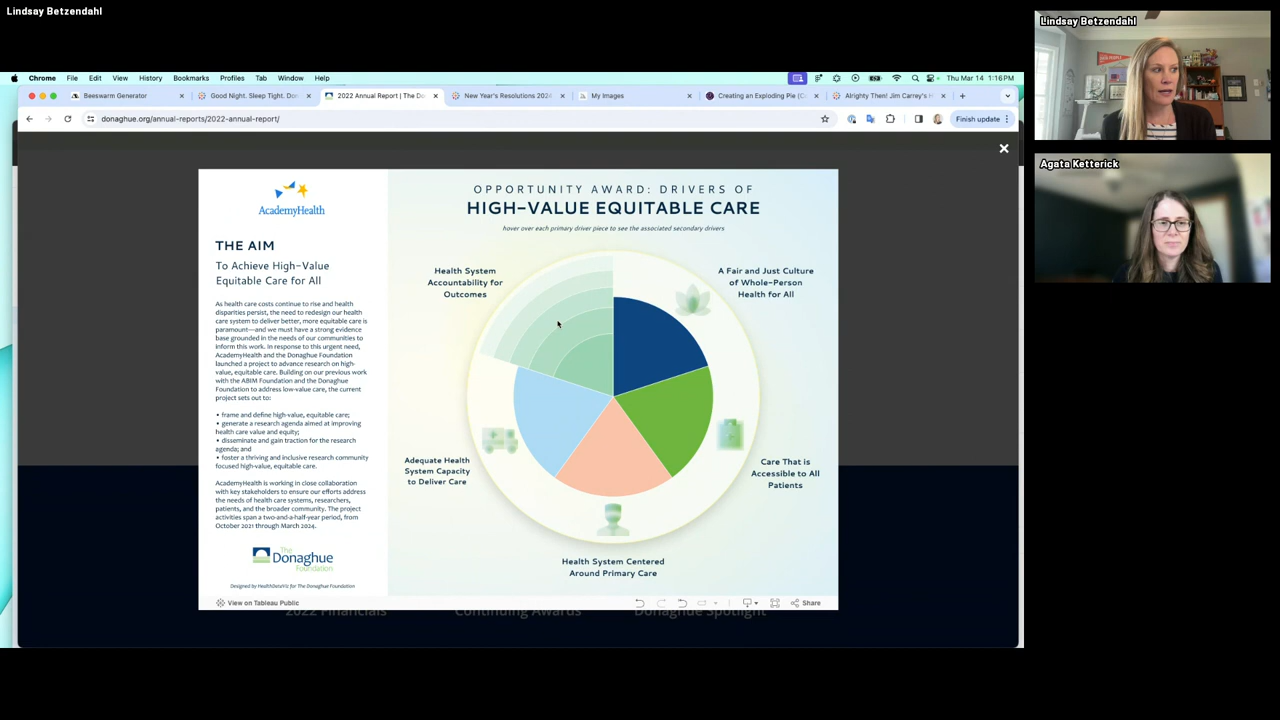 Lindsay Betzendahl
Lindsay Betzendahl
Agata Ketterick
Chrome File Edit View History Bookmarks Profiles Tab Window Help
Thu Mar 14 1:16 PM
Beeswarm Generator
Good Night. Sleep Tight. Don
2022 Annual Report | The Do
New Year's Resolutions 2024
My Images
Creating an Exploding Pie (C
Alrighty Then! Jim Carrey's H
donaghue.org/annual-reports/2022-annual-report/
Finish update
AcademyHealth
THE AIM
To Achieve High-Value
Equitable Care for All
As health care costs continue to rise and health
disparities persist, the need to redesign our health
care system to deliver better, more equitable care is
paramount—and we must have a strong evidence
base grounded in the needs of our communities to
inform this work. In response to this urgent need,
AcademyHealth and the Donaghue Foundation
launched a project to advance research on high-
value, equitable care. Building on our previous work
with the ABIM Foundation and the Donaghue
Foundation to address low-value care, the current
project sets out to:
• frame and define high-value, equitable care;
• generate a research agenda aimed at improving
health care value and equity;
• disseminate and gain traction for the research
agenda; and
• foster a thriving and inclusive research community
focused high-value, equitable care.
AcademyHealth is working in close collaboration
with key stakeholders to ensure our efforts address
the needs of health care systems, researchers,
patients, and the broader community. The project
activities span a two-and-a-half-year period, from
October 2021 through March 2024.
The
Donaghue
Foundation
Designed by HealthDataViz for The Donaghue Foundation
OPPORTUNITY AWARD: DRIVERS OF
HIGH-VALUE EQUITABLE CARE
hover over each primary driver piece to see the associated secondary drivers
Health System
Accountability for
Outcomes
A Fair and Just Culture
of Whole-Person
Health for All
Adequate Health
System Capacity
to Deliver Care
Care That is
Accessible to All
Patients
Health System Centered
Around Primary Care
View on Tableau Public
Share
2022 Financials
Continuing Awards
Donaghue Spotlight